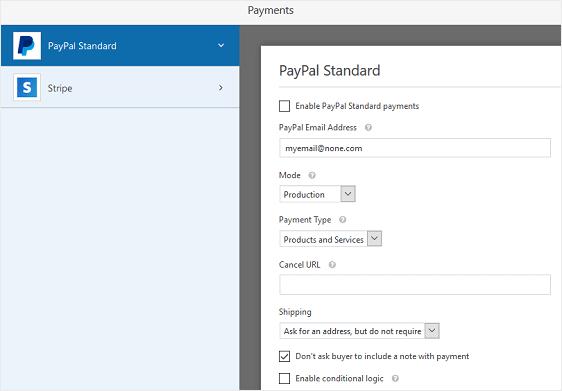 Payments
PayPal Standard
Stripe
PayPal Standard
Enable PayPal Standard payments
PayPal Email Address
myemail@none.com
Mode
Production
Payment Type
Products and Services
Cancel URL
Shipping
Ask for an address, but do not require
Don't ask buyer to include a note with payment
Enable conditional logic